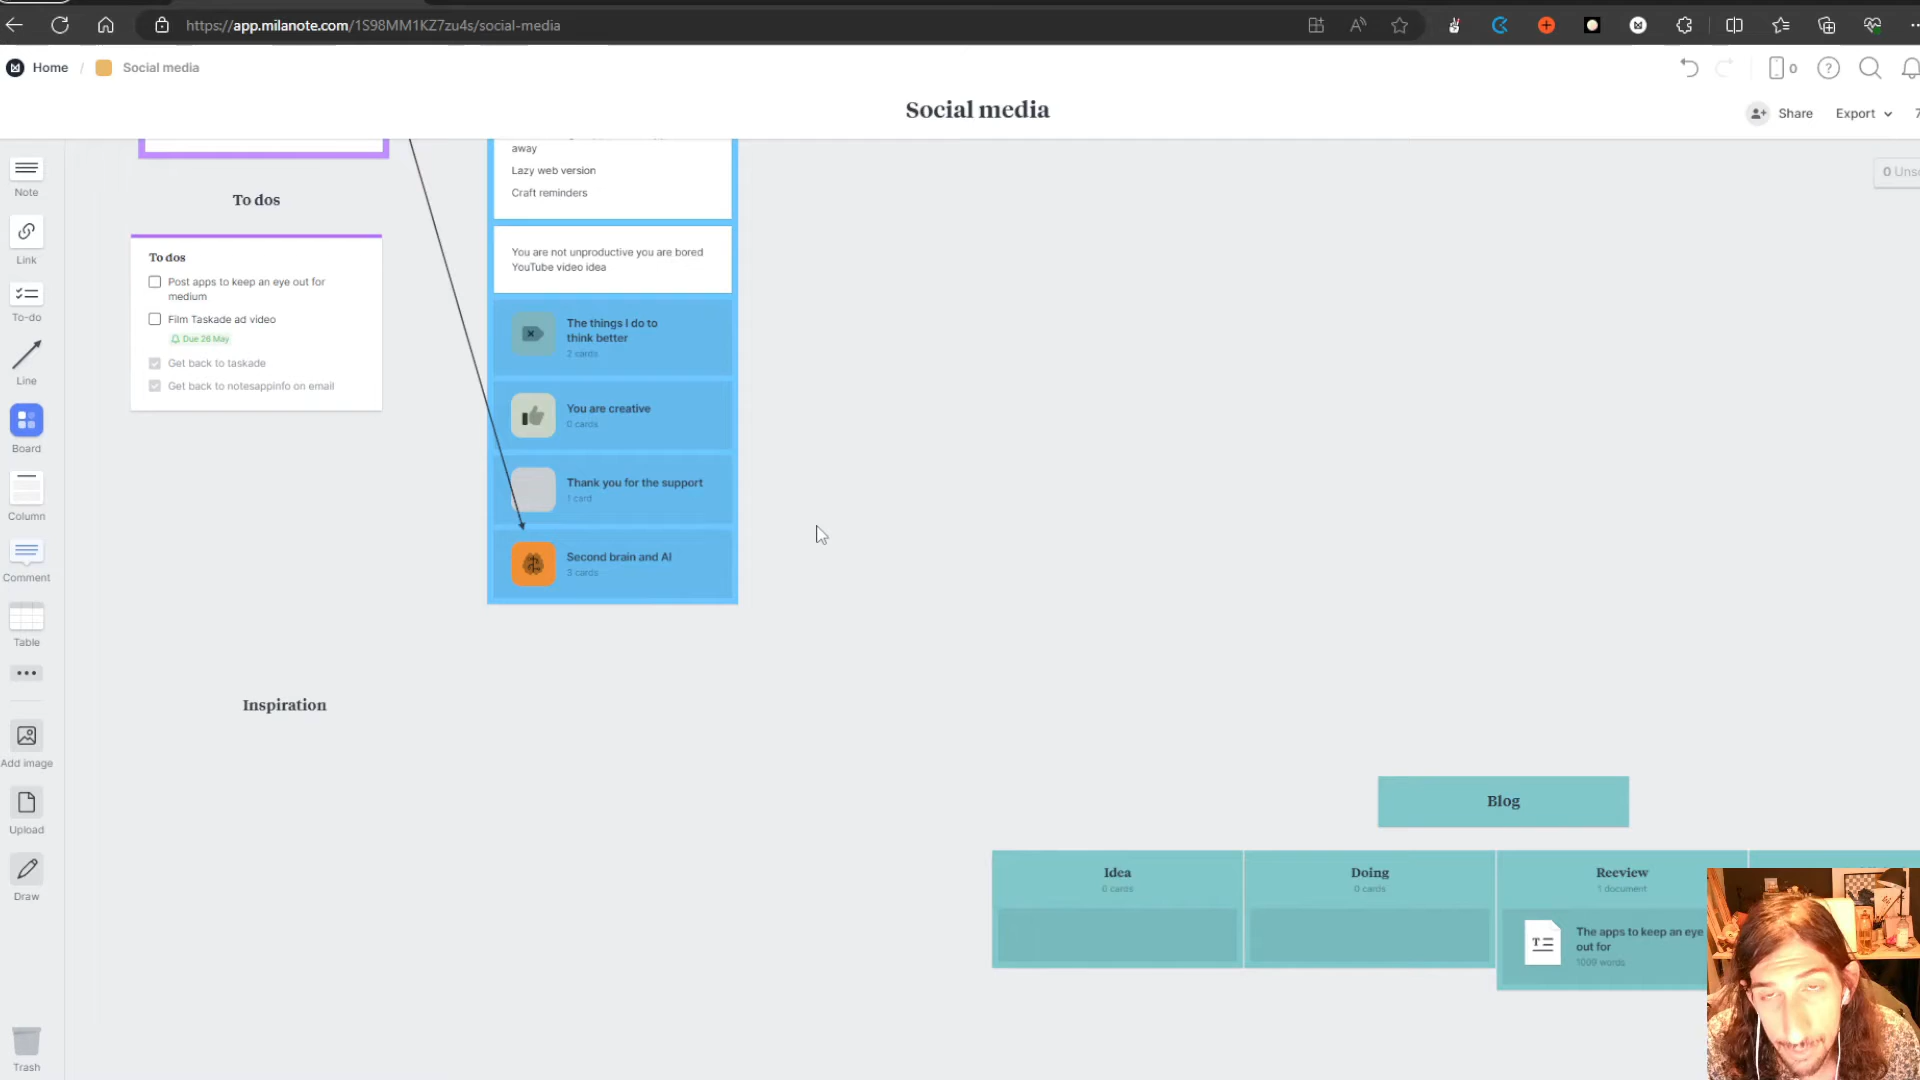 https://app.milanote.com/1S98MM1KZ7zu4s/social-media
Home / Social media
0
Social media
Share
Export
Note
Link
To-do
Line
Board
Column
Comment
Table
Add image
Upload
Draw
Trash
To dos
To dos
Post apps to keep an eye out for
medium
Film Taskade ad video
Due 26 May
Get back to taskade
Get back to notesappinfo on email
away
Lazy web version
Craft reminders
You are not unproductive you are bored
YouTube video idea
The things I do to
think better
2 cards
You are creative
0 cards
Thank you for the support
1 card
Second brain and AI
3 cards
0 Unso
Inspiration
Blog
Idea
0 cards
Doing
0 cards
Reeview
1 document
The apps to keep an eye
out for
1009 words